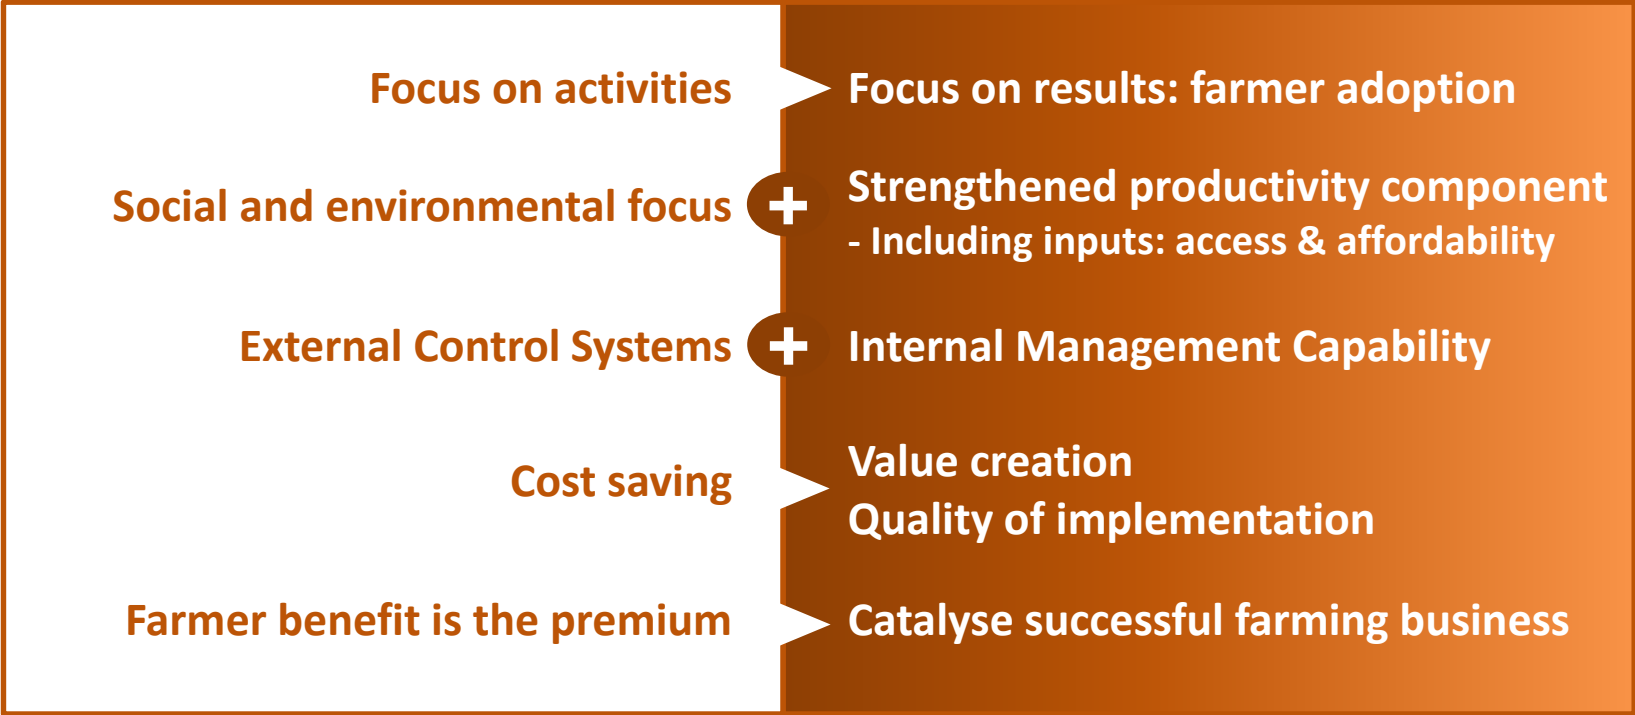 Focus on activities
Focus on results: farmer adoption
Social and environmental focus
+
Strengthened productivity component
- Including inputs: access & affordability
External Control Systems
+
Internal Management Capability
Cost saving
Value creation
Quality of implementation
Farmer benefit is the premium
Catalyse successful farming business